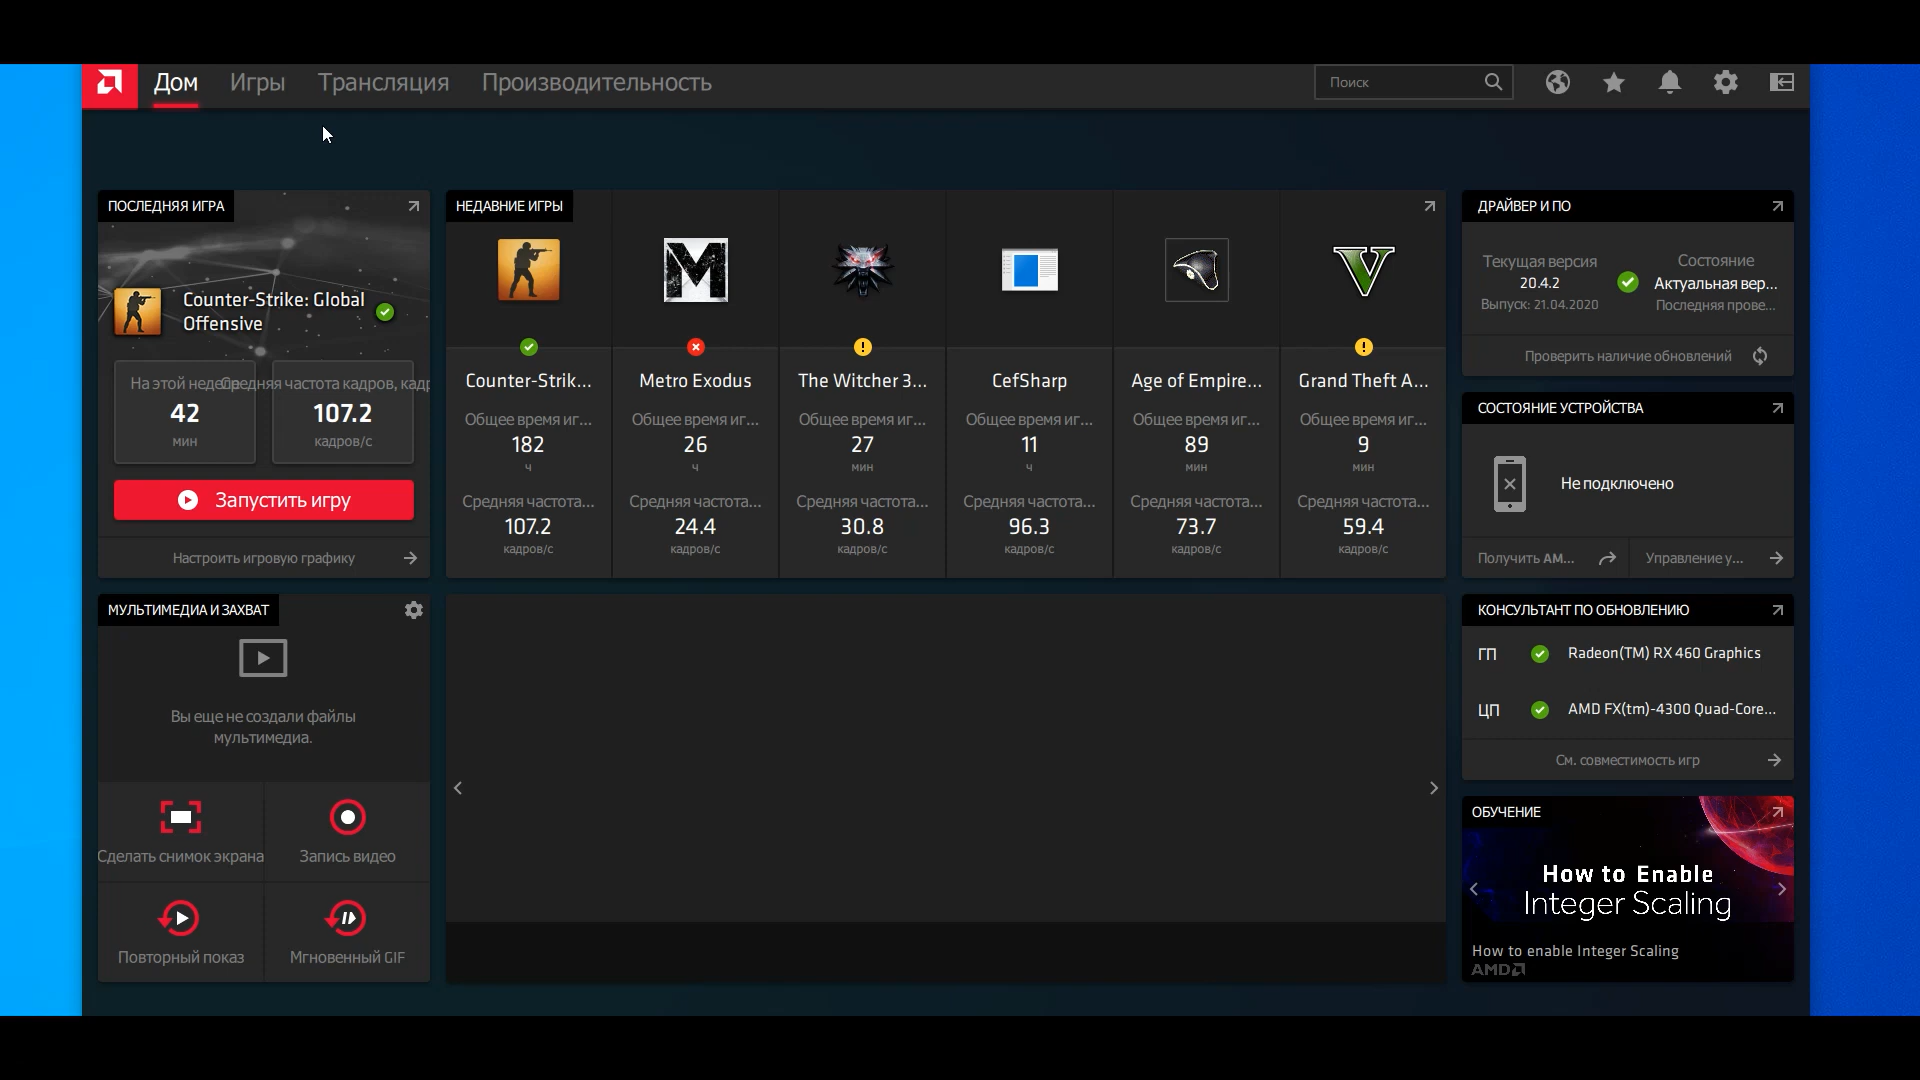 Дом
Игры
Трансляция
Производительность
Поиск
ПОСЛЕДНЯЯ ИГРА
Counter-Strike: Global
Offensive
На этой неделе
Средняя частота кадров, кадр
42
107.2
мин
кадров/с
Запустить игру
Настроить игровую графику
НЕДАВНИЕ ИГРЫ
Counter-Strik...
Общее время иг...
182
ч
Средняя частота...
107.2
кадров/с
Metro Exodus
Общее время иг...
26
ч
Средняя частота...
24.4
кадров/с
The Witcher 3...
Общее время иг...
27
мин
Средняя частота...
30.8
кадров/с
CefSharp
Общее время иг...
11
ч
Средняя частота...
96.3
кадров/с
Age of Empire...
Общее время иг...
89
мин
Средняя частота...
73.7
кадров/с
Grand Theft A...
Общее время иг...
9
мин
Средняя частота...
59.4
кадров/с
ДРАЙВЕР И ПО
Текущая версия
20.4.2
Выпуск: 21.04.2020
Состояние
Актуальная вер...
Последняя прове...
Проверить наличие обновлений
СОСТОЯНИЕ УСТРОЙСТВА
Не подключено
Получить AM...
Управление у...
МУЛЬТИМЕДИА И ЗАХВАТ
Вы еще не создали файлы
мультимедиа.
Сделать снимок экрана
Запись видео
Повторный показ
Мгновенный GIF
КОНСУЛЬТАНТ ПО ОБНОВЛЕНИЮ
ГП
Radeon(TM) RX 460 Graphics
ЦП
AMD FX(tm)-4300 Quad-Core...
См. совместимость игр
ОБУЧЕНИЕ
How to Enable
Integer Scaling
How to enable Integer Scaling
AMD